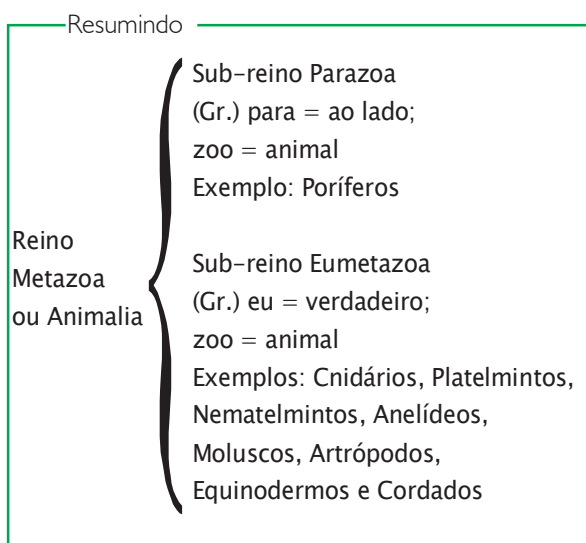 Resumindo
Sub-reino Parazoa
(Gr.) para = ao lado;
zoo = animal
Exemplo: Poríferos
Reino
Metazoa
ou Animalia
Sub-reino Eumetazoa
(Gr.) eu = verdadeiro;
zoo = animal
Exemplos: Cnidários, Platelmintos,
Nematelmintos, Anelídeos,
Moluscos, Artrópodos,
Equinodermos e Cordados